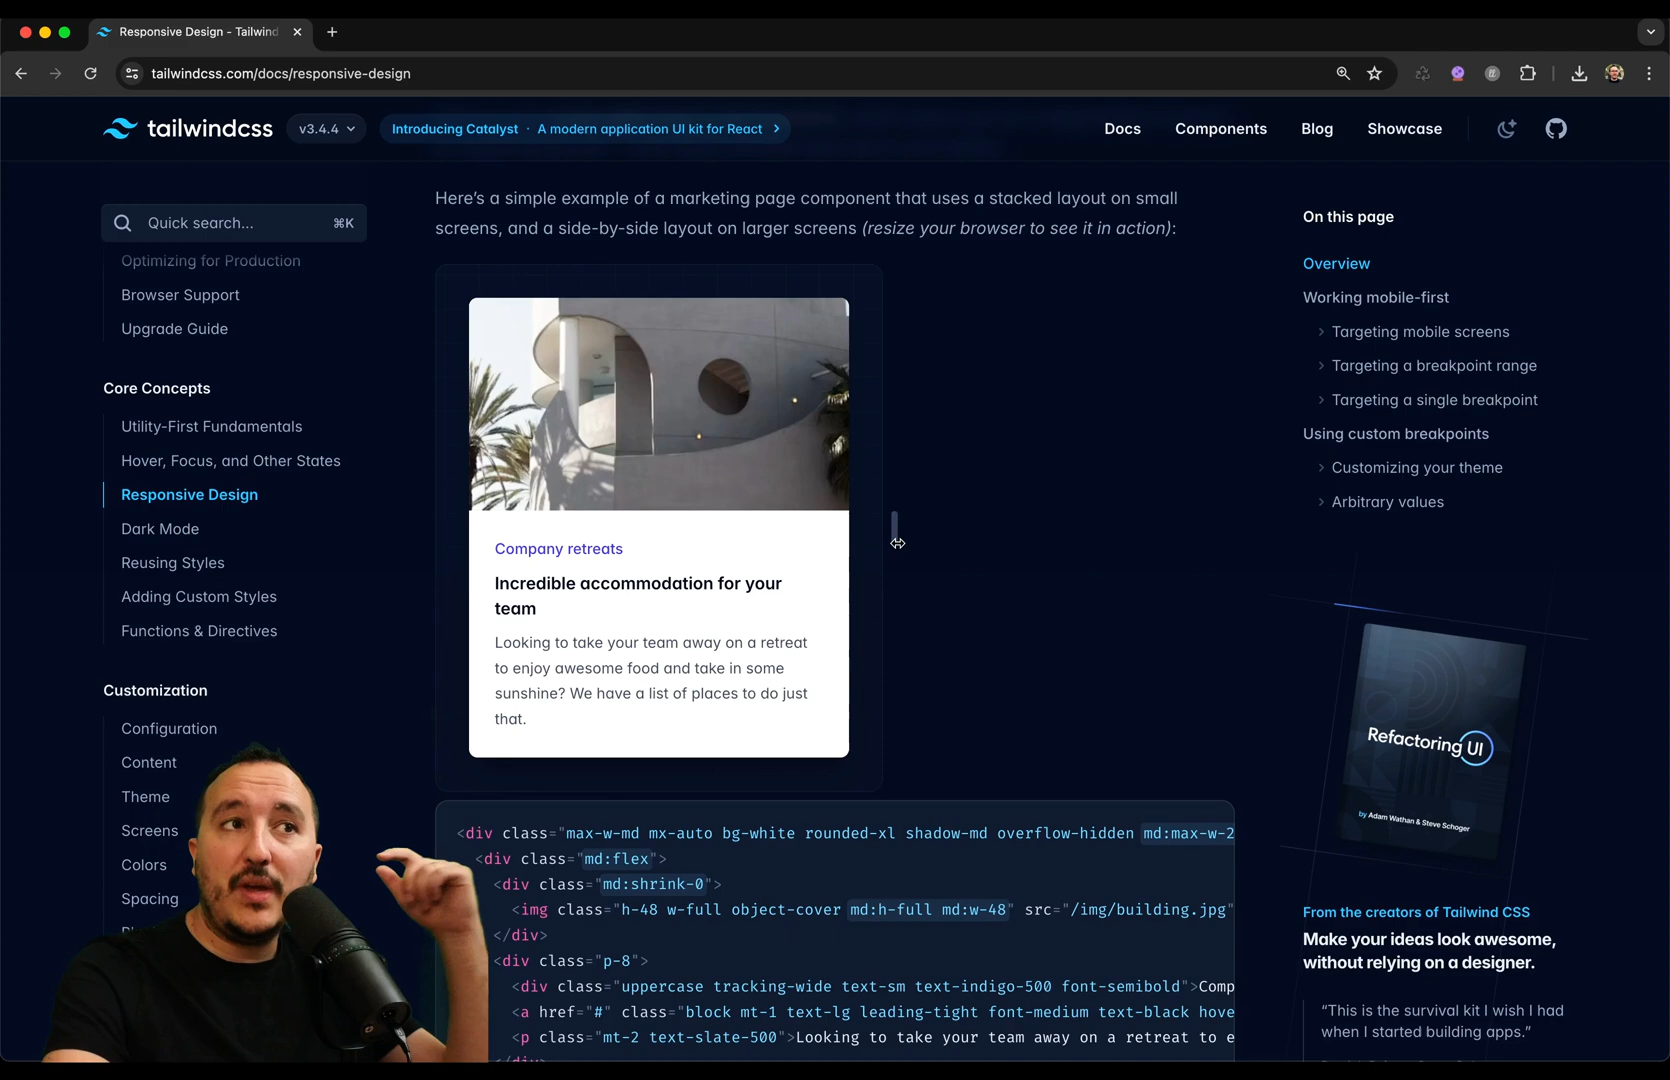 Responsive Design - Tailwind
tailwindcss.com/docs/responsive-design
tailwindcss
v3.4.4
Introducing Catalyst · A modern application UI kit for React
Docs
Components
Blog
Showcase
Quick search...
⌘K
Optimizing for Production
Browser Support
Upgrade Guide
Core Concepts
Utility-First Fundamentals
Hover, Focus, and Other States
Responsive Design
Dark Mode
Reusing Styles
Adding Custom Styles
Functions & Directives
Customization
Configuration
Content
Theme
Screens
Colors
Spacing
Here's a simple example of a marketing page component that uses a stacked layout on small
screens, and a side-by-side layout on larger screens (resize your browser to see it in action):
Company retreats
Incredible accommodation for your
team
Looking to take your team away on a retreat
to enjoy awesome food and take in some
sunshine? We have a list of places to do just
that.
<div class="max-w-md mx-auto bg-white rounded-xl shadow-md overflow-hidden md:max-w-2
<div class="md:flex">
<div class="md:shrink-0">
<img class="h-48 w-full object-cover md:h-full md:w-48" src="/img/building.jpg"
</div>
<div class="p-8">
<div class="uppercase tracking-wide text-sm text-indigo-500 font-semibold">Comp
<a href="#" class="block mt-1 text-lg leading-tight font-medium text-black hove
<p class="mt-2 text-slate-500">Looking to take your team away on a retreat to e
On this page
Overview
Working mobile-first
Targeting mobile screens
Targeting a breakpoint range
Targeting a single breakpoint
Using custom breakpoints
Customizing your theme
Arbitrary values
Refactoring UI
by Adam Wathan & Steve Schoger
From the creators of Tailwind CSS
Make your ideas look awesome,
without relying on a designer.
“This is the survival kit I wish I had
when I started building apps.”